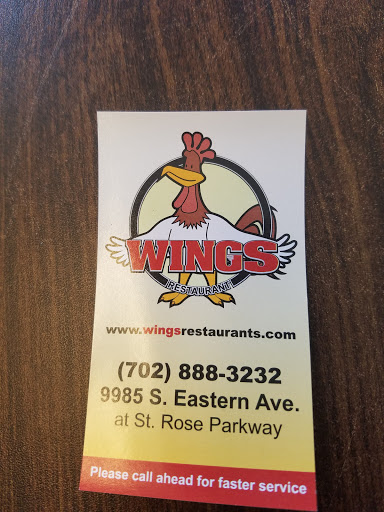 WINGS
RESTAURANT
www.wingsrestaurants.com
(702) 888-3232
9985 S. Eastern Ave.
at St. Rose Parkway
Please call ahead for faster service